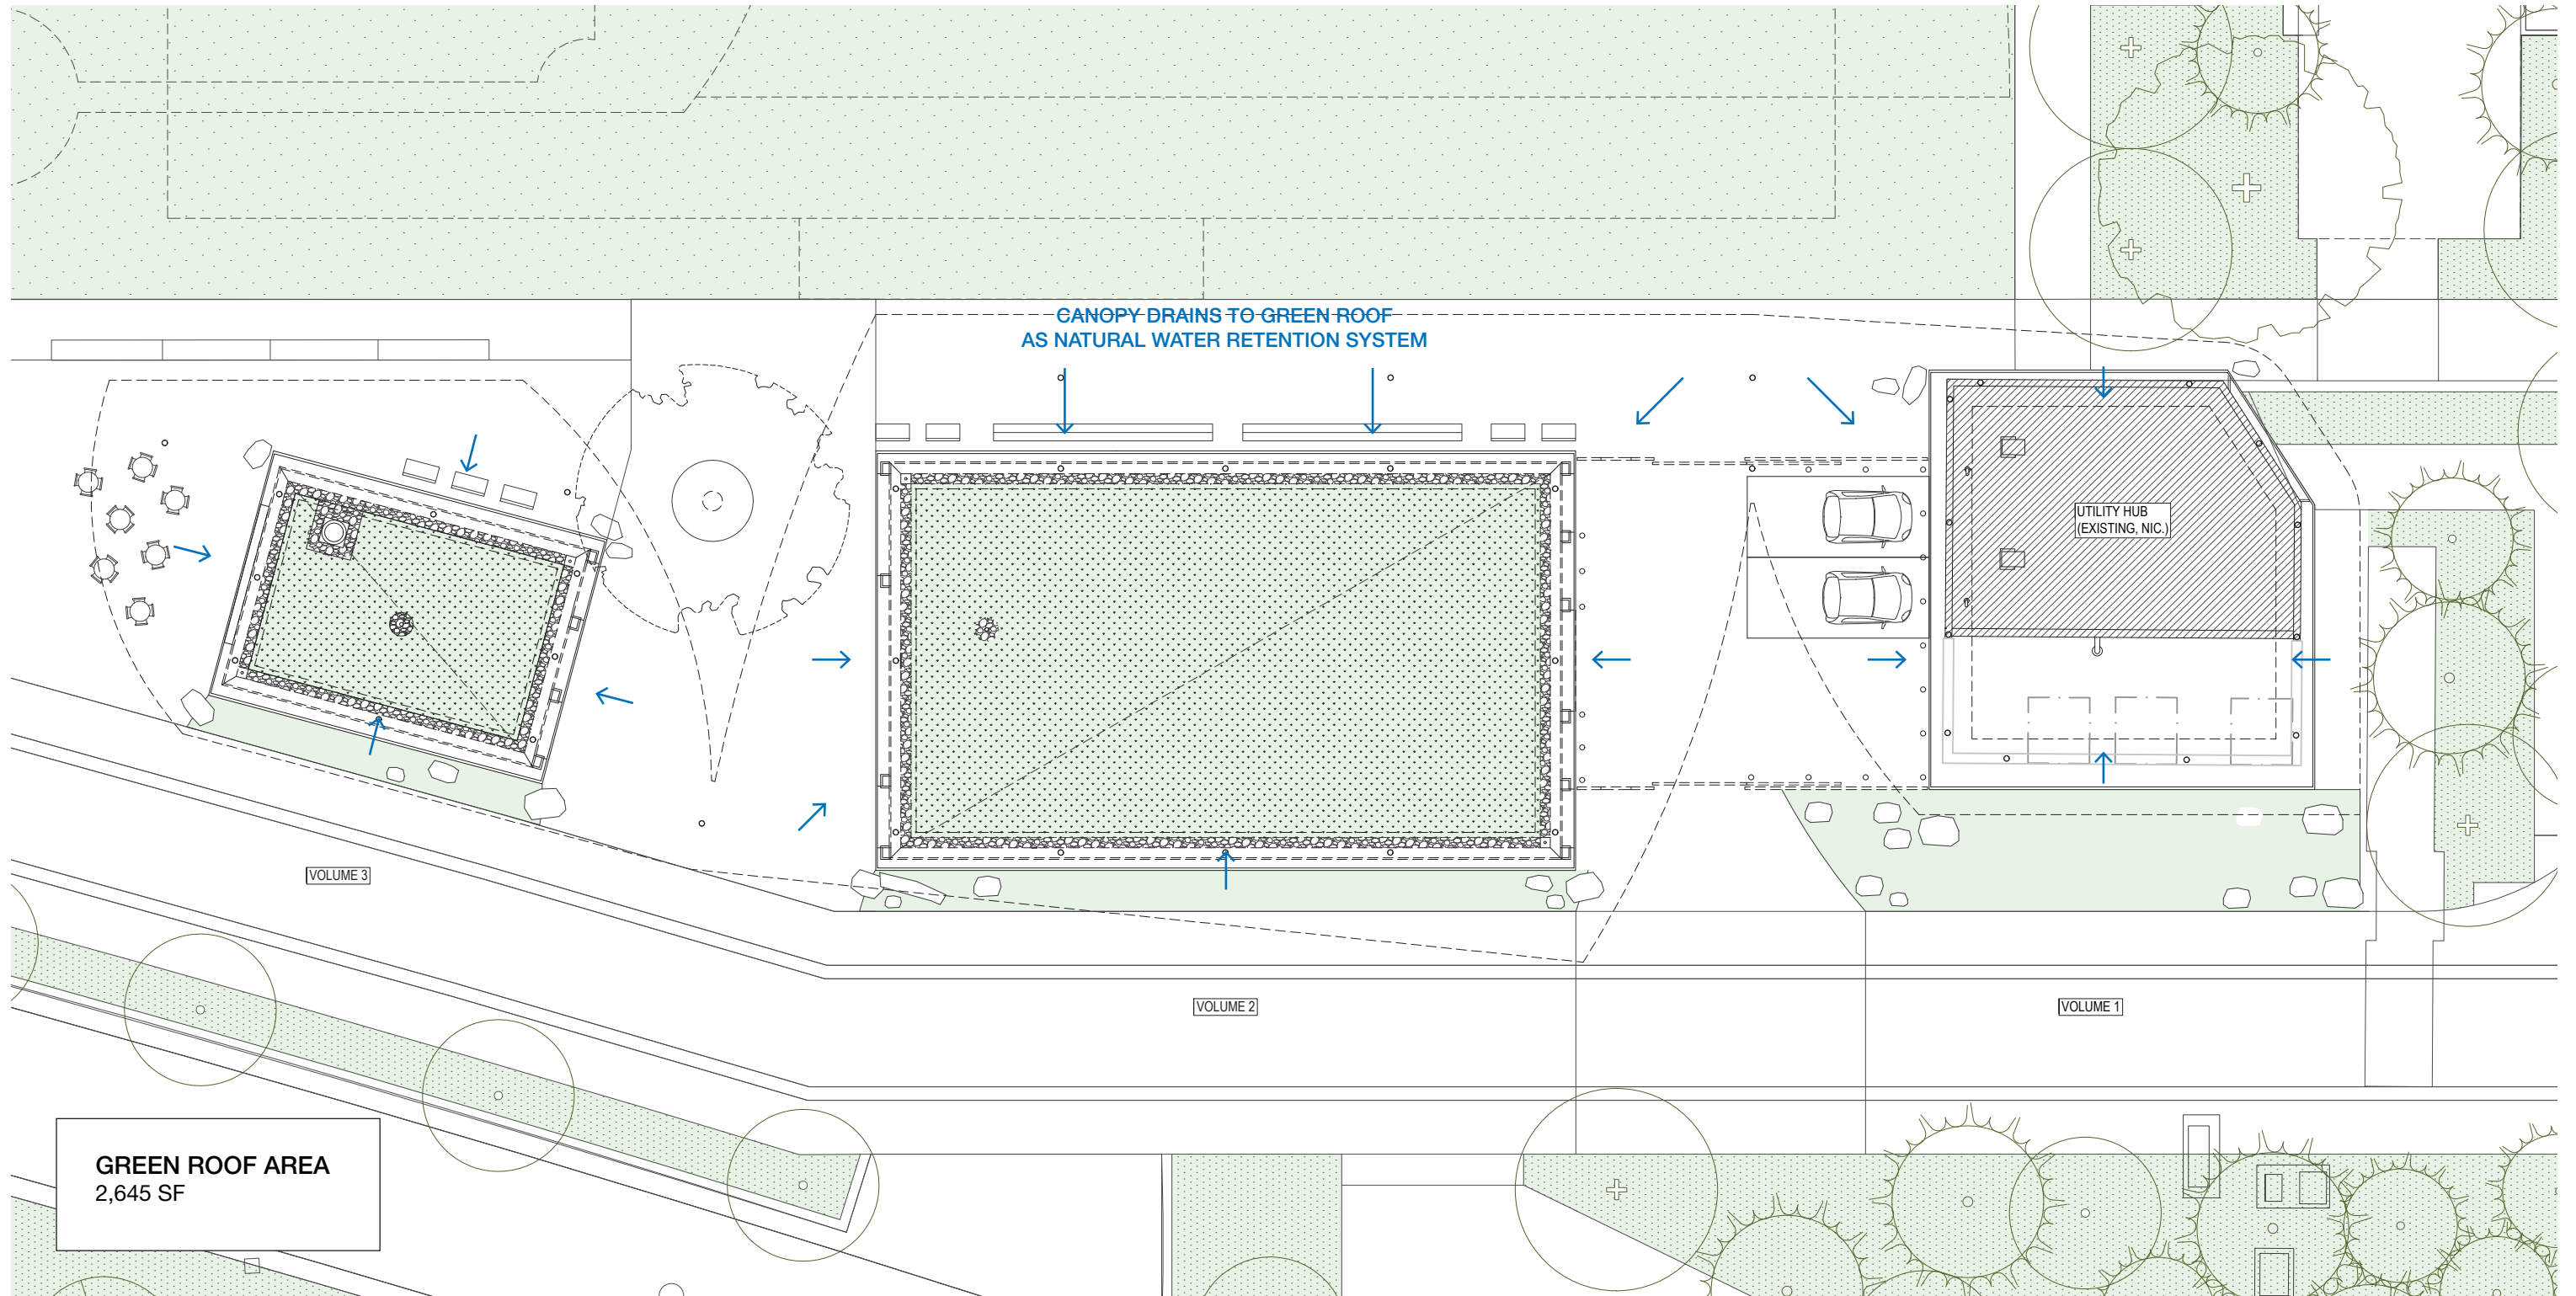 CANOPY DRAINS TO GREEN ROOF
AS NATURAL WATER RETENTION SYSTEM
UTILITY HUB
(EXISTING, NIC.)
VOLUME 3
VOLUME 2
VOLUME 1
GREEN ROOF AREA
2,645 SF